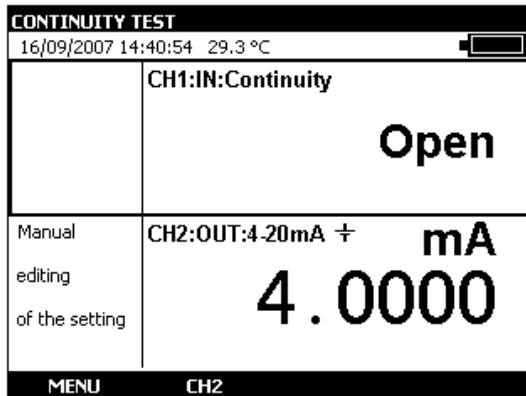 CONTINUITY TEST
16/09/2007 14:40:54 29.3 °C
CH1:IN:Continuity
Open
Manual
editing
of the setting
CH2:OUT:4-20mA
mA
4.0000
MENU CH2